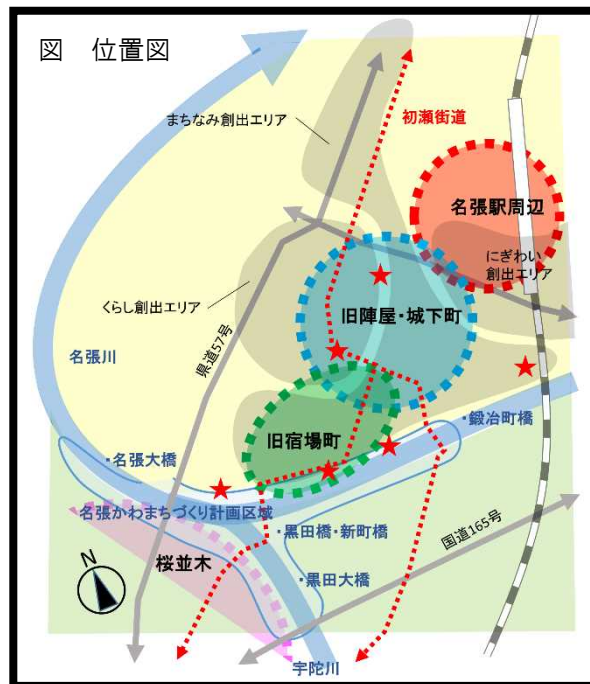 図 位置図
まちなみ創出エリア
初瀬街道
名張駅周辺
にぎわい
創出エリア
くらし創出エリア
旧陣屋・城下町
名張川
県道57号
旧宿場町
・鍛冶町橋
・名張大橋
名張かわまちづくり計画区域
・黒田橋・新町橋
国道165号
桜並木
N
・黒田大橋
宇陀川